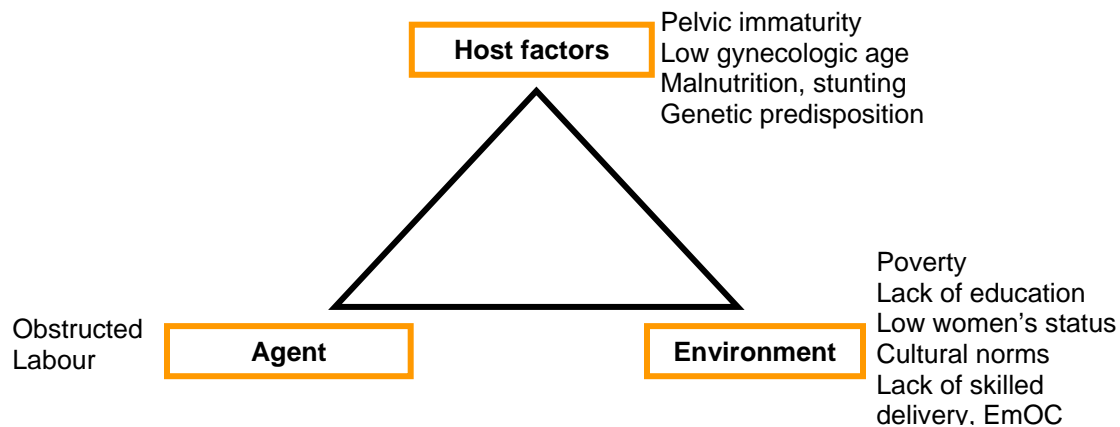 Host factors
Pelvic immaturity
Low gynecologic age
Malnutrition, stunting
Genetic predisposition
Obstructed
Labour
Agent
Environment
Poverty
Lack of education
Low women’s status
Cultural norms
Lack of skilled
delivery, EmOC